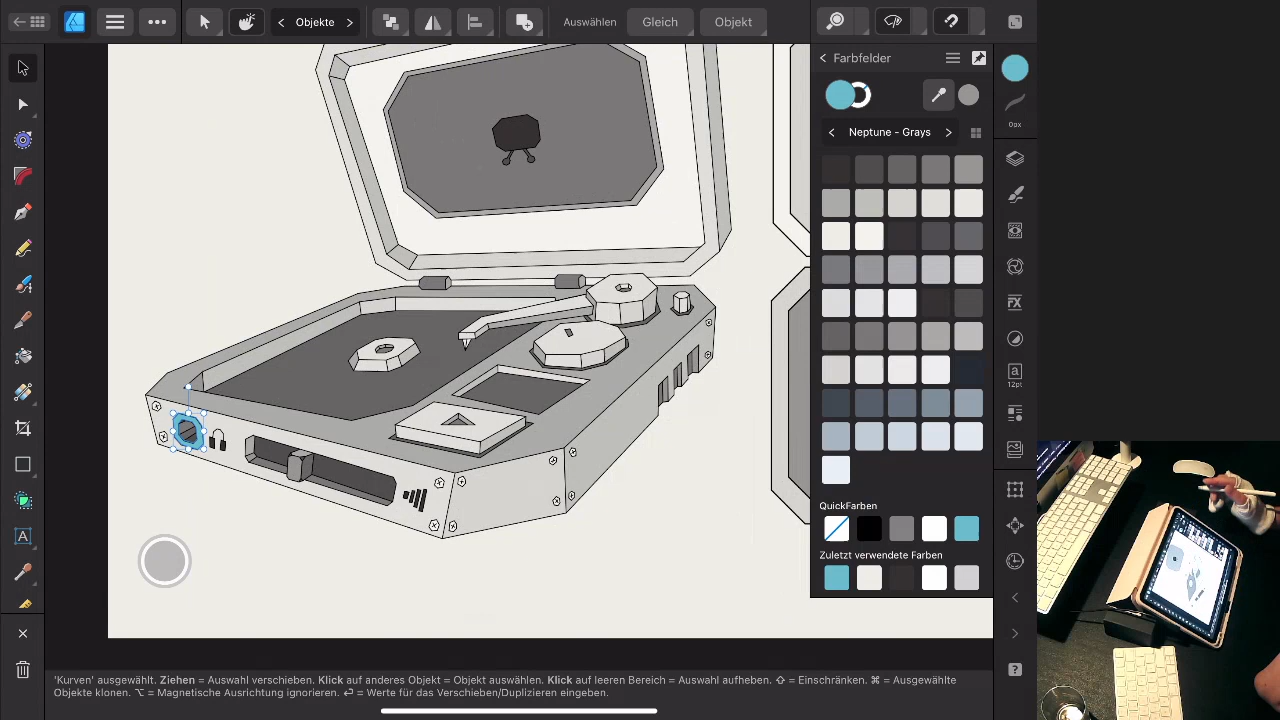 Objekte
Auswählen
Gleich
Objekt
Farbfelder
0px
Neptune - Grays
12pt
FX
a
A
QuickFarben
Zuletzt verwendete Farben
?
'Kurven' ausgewählt. Ziehen = Auswahl verschieben. Klick auf anderes Objekt = Objekt auswählen. Klick auf leeren Bereich = Auswahl aufheben. ⇧ = Einschränken. ⌘ = Ausgewählte
Objekte klonen. ⌥ = Magnetische Ausrichtung ignorieren. ⏎ = Werte für das Verschieben/Duplizieren eingeben.